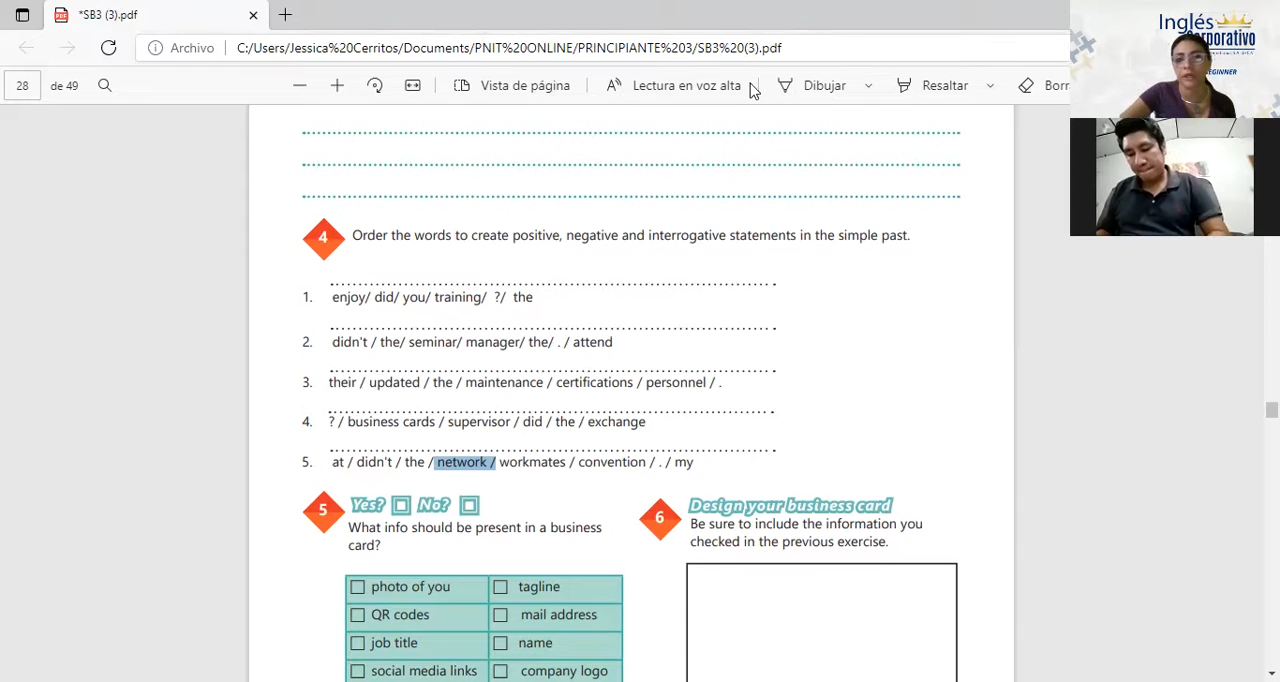 *SB3 (3).pdf
Archivo C:/Users/Jessica%20Cerritos/Documents/PNIT%20ONLINE/PRINCIPIANTE%203/SB3%20(3).pdf
28 de 49 Vista de página Lectura en voz alta Dibujar Resaltar Borr
Inglés
Corporativo
BEGINNER
4 Order the words to create positive, negative and interrogative statements in the simple past.
1. enjoy/ did/ you/ training/ ?/ the
2. didn't / the/ seminar/ manager/ the/ . / attend
3. their / updated / the / maintenance / certifications / personnel / .
4. ? / business cards / supervisor / did / the / exchange
5. at / didn't / the / network / workmates / convention / . / my
5 Yes? No?
What info should be present in a business
card?
photo of you tagline
QR codes mail address
job title name
social media links company logo
6 Design your business card
Be sure to include the information you
checked in the previous exercise.